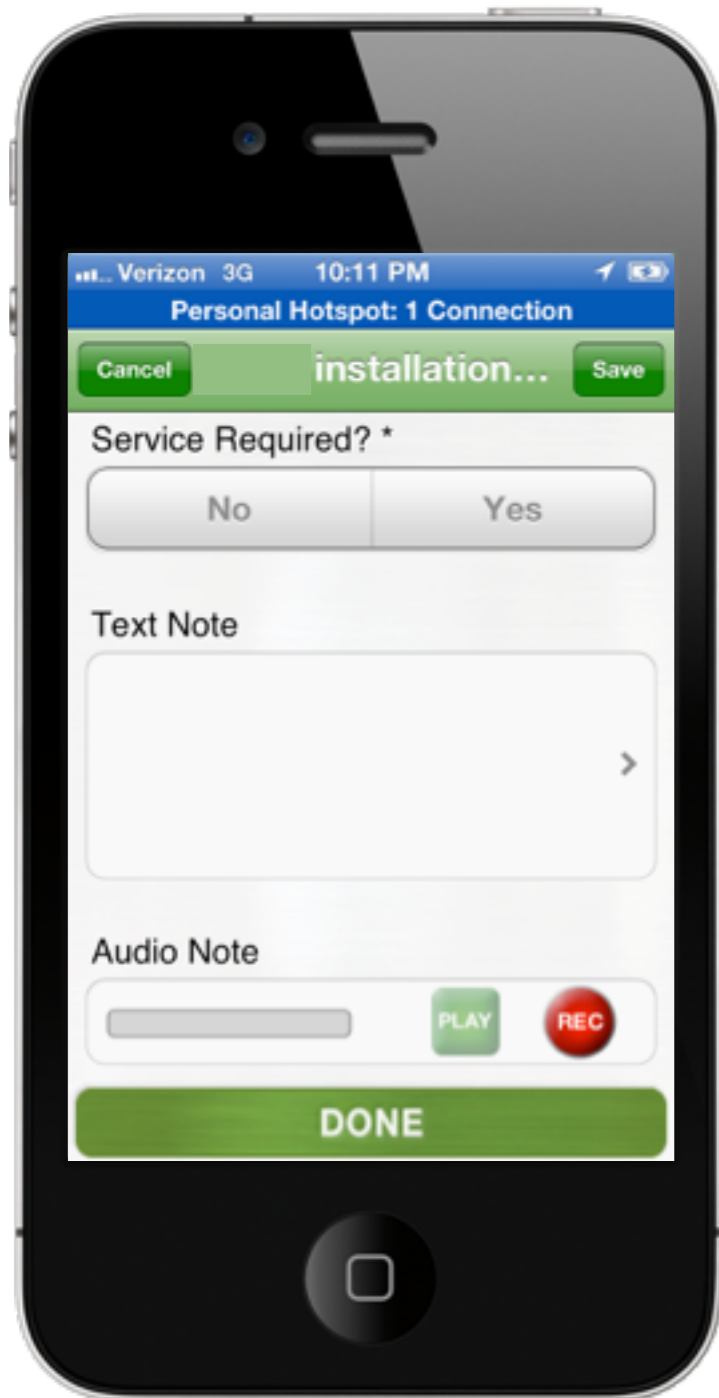 Verizon 3G 10:11 PM
Personal Hotspot: 1 Connection
Cancel installation... Save
Service Required? *
No Yes
Text Note
Audio Note
PLAY REC
DONE